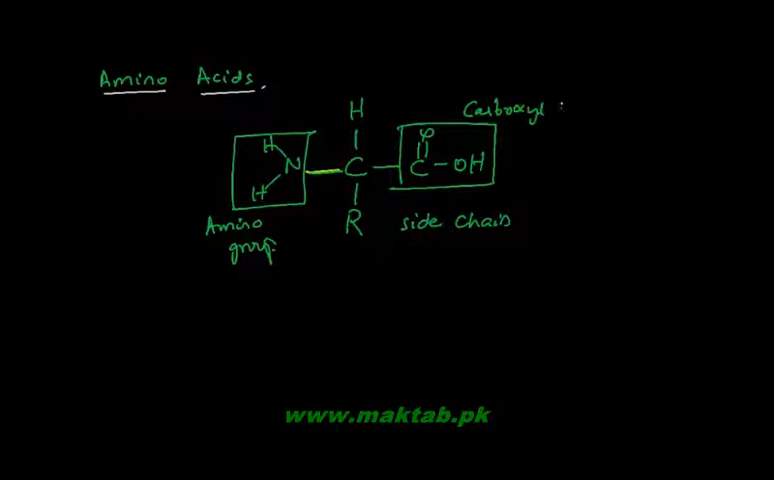 Amino Acids.
Carboxyl
H
H O
N C C OH
H
Amino R side chain
group
www.maktab.pk